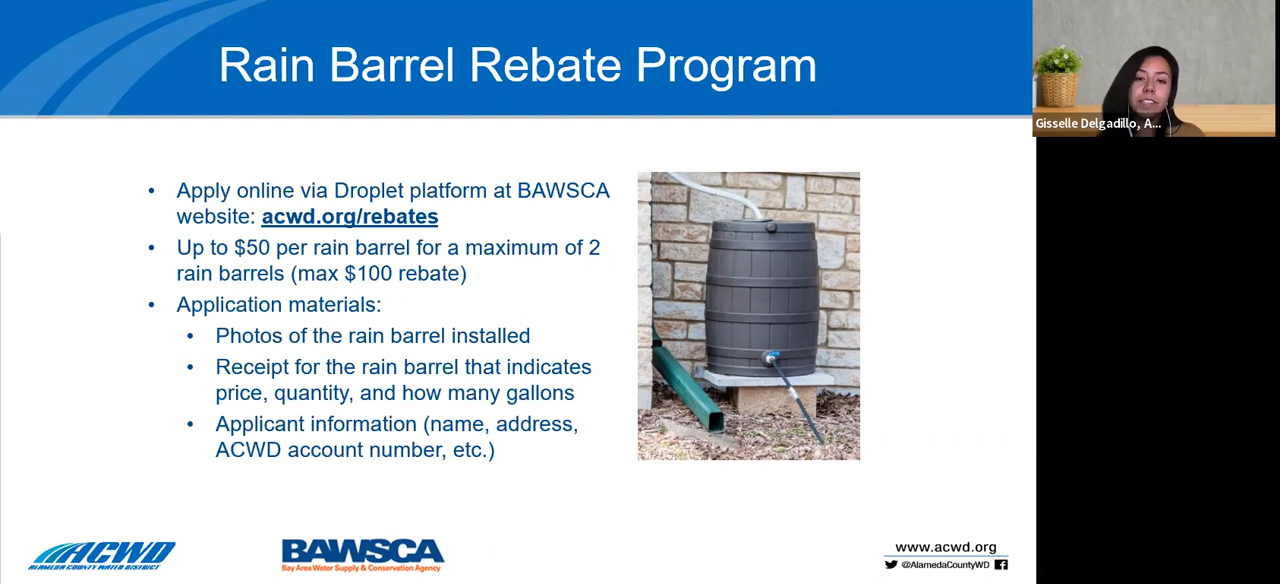 Rain Barrel Rebate Program
Gisselle Delgadillo, A...
• Apply online via Droplet platform at BAWSCA
website: acwd.org/rebates
• Up to $50 per rain barrel for a maximum of 2
rain barrels (max $100 rebate)
• Application materials:
• Photos of the rain barrel installed
• Receipt for the rain barrel that indicates
price, quantity, and how many gallons
• Applicant information (name, address,
ACWD account number, etc.)
ACWD
ALAMEDA COUNTY WATER DISTRICT
BAWSCA
Bay Area Water Supply & Conservation Agency
www.acwd.org
@AlamedaCountyWD